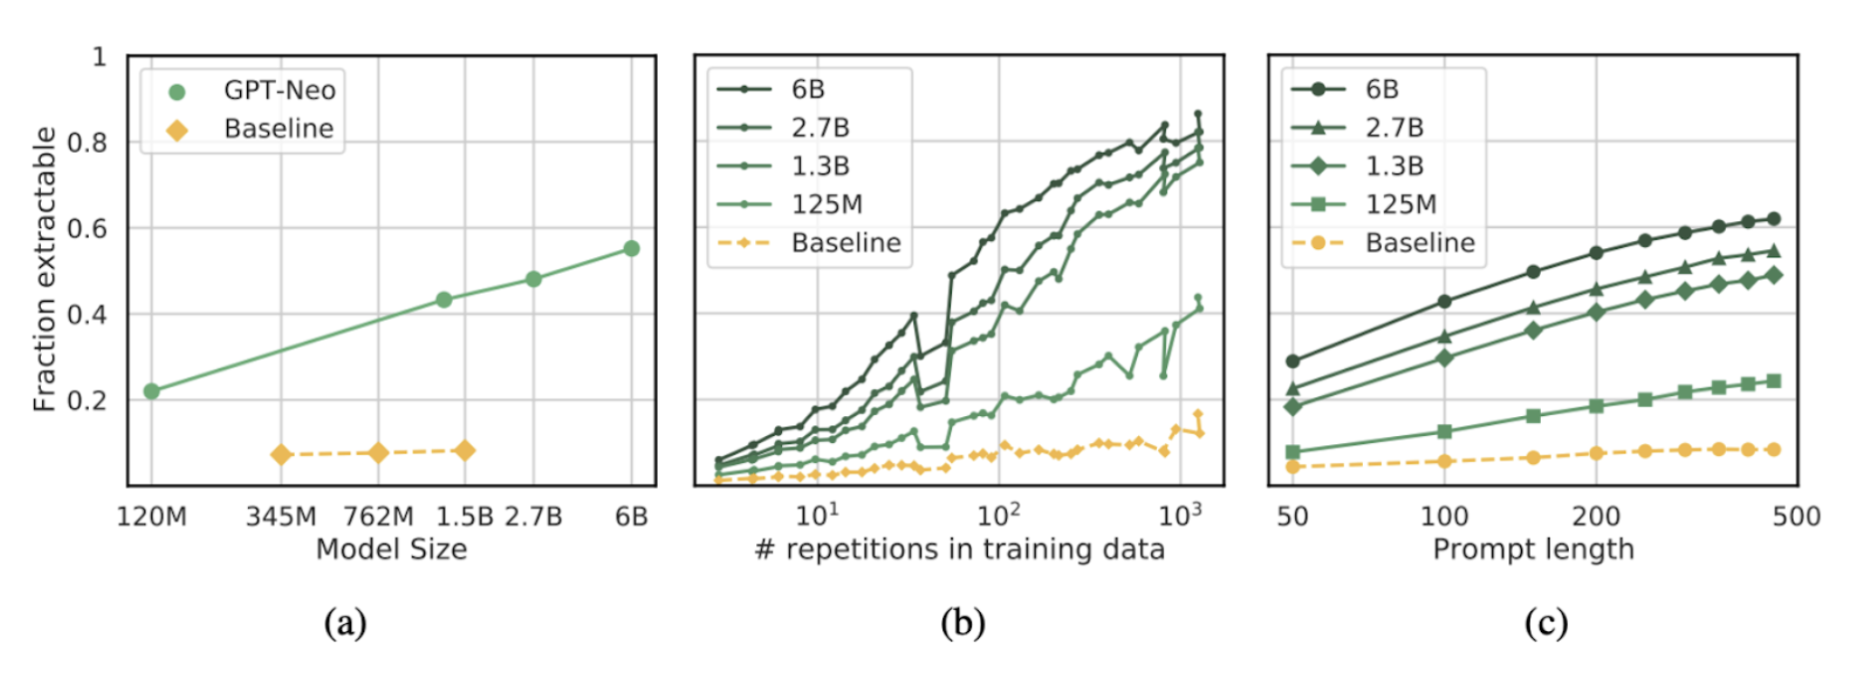 Fraction extractable
1
0.8
0.6
0.4
0.2
GPT-Neo
Baseline
120M 345M 762M 1.5B 2.7B 6B
Model Size
(a)
6B
2.7B
1.3B
125M
Baseline
10¹ 10² 10³
# repetitions in training data
(b)
6B
2.7B
1.3B
125M
Baseline
50 100 200 500
Prompt length
(c)